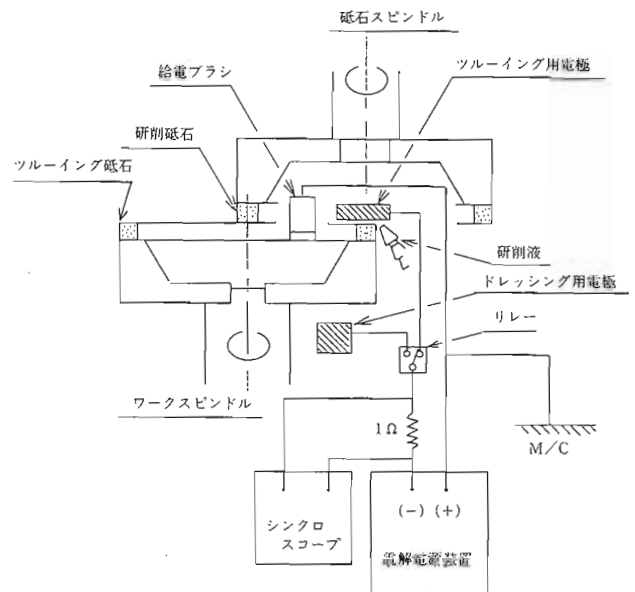 砥石スピンドル
給電ブラシ
ツルーイング用電極
研削砥石
ツルーイング砥石
研削液
ドレッシング用電極
リレー
ワークスピンドル
1Ω
M/C
(−) (+)
シンクロ
スコープ
電解電源装置